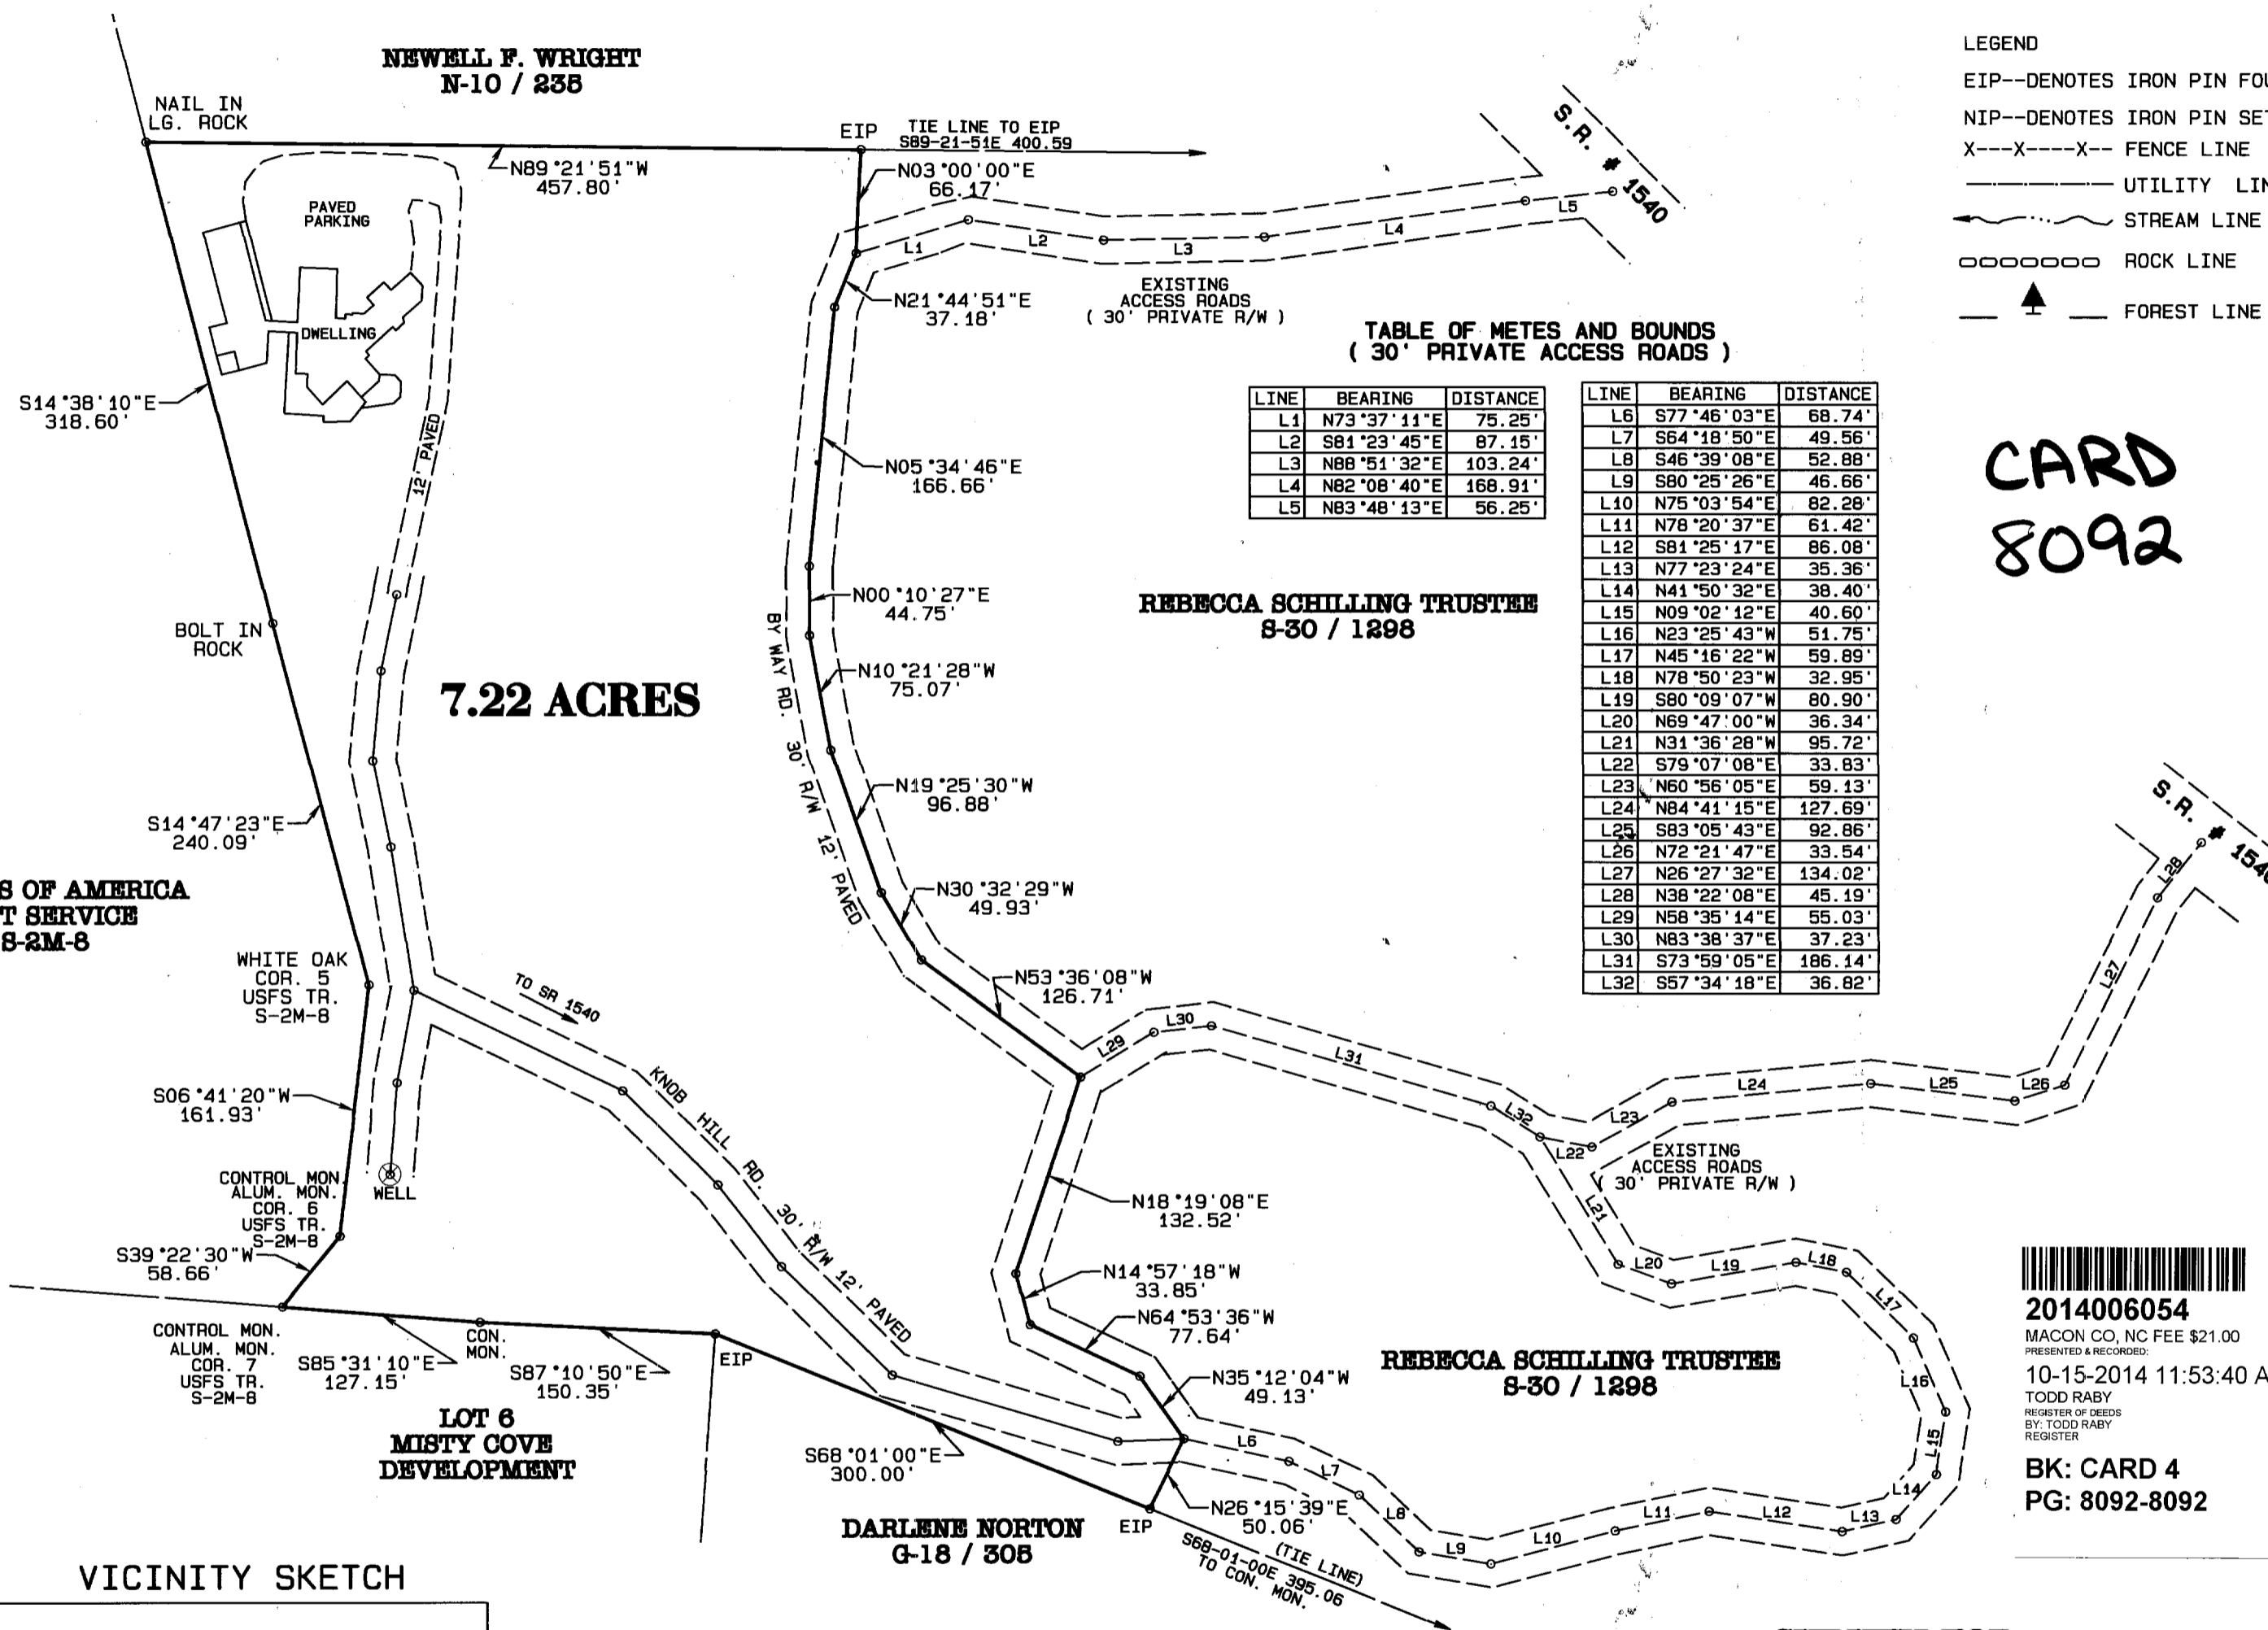 NEWELL F. WRIGHT
N-10 / 235
NAIL IN
LG. ROCK
EIP
TIE LINE TO EIP
S89-21-51E 400.59
N89°21'51"W
457.80'
N03°00'00"E
66.17'
PAVED
PARKING
DWELLING
12' PAVED
S14°38'10"E
318.60'
L1
L2
L3
L4
L5
S.R. # 1540
EXISTING
ACCESS ROADS
( 30' PRIVATE R/W )
N21°44'51"E
37.18'
N05°34'46"E
166.66'
N00°10'27"E
44.75'
N10°21'28"W
75.07'
N19°25'30"W
96.88'
N30°32'29"W
49.93'
N53°36'08"W
126.71'
BY WAY RD. 30' R/W 12' PAVED
BOLT IN
ROCK
7.22 ACRES
S14°47'23"E
240.09'
S OF AMERICA
T SERVICE
S-2M-8
WHITE OAK
COR. 5
USFS TR.
S-2M-8
TO SR 1540
S06°41'20"W
161.93'
KNOB HILL RD. 30' R/W 12' PAVED
CONTROL MON.
ALUM. MON.
COR. 6
USFS TR.
S-2M-8
WELL
S39°22'30"W
58.66'
CONTROL MON.
ALUM. MON.
COR. 7
USFS TR.
S-2M-8
S85°31'10"E
127.15'
CON.
MON.
S87°10'50"E
150.35'
EIP
LOT 6
MISTY COVE
DEVELOPMENT
S68°01'00"E
300.00'
DARLENE NORTON
G-18 / 305
EIP
N18°19'08"E
132.52'
N14°57'18"W
33.85'
N64°53'36"W
77.64'
N35°12'04"W
49.13'
N26°15'39"E
50.06'
(TIE LINE)
S68-01-00E 395.06
TO CON. MON.
VICINITY SKETCH
LEGEND
EIP--DENOTES IRON PIN FOU
NIP--DENOTES IRON PIN SET
X---X----X-- FENCE LINE
UTILITY LIN
STREAM LINE
ROCK LINE
FOREST LINE
TABLE OF METES AND BOUNDS
( 30' PRIVATE ACCESS ROADS )
LINE BEARING DISTANCE
L1 N73°37'11"E 75.25'
L2 S81°23'45"E 87.15'
L3 N88°51'32"E 103.24'
L4 N82°08'40"E 168.91'
L5 N83°48'13"E 56.25'
LINE BEARING DISTANCE
L6 S77°46'03"E 68.74'
L7 S64°18'50"E 49.56'
L8 S46°39'08"E 52.88'
L9 S80°25'26"E 46.66'
L10 N75°03'54"E 82.28'
L11 N78°20'37"E 61.42'
L12 S81°25'17"E 86.08'
L13 N77°23'24"E 35.36'
L14 N41°50'32"E 38.40'
L15 N09°02'12"E 40.60'
L16 N23°25'43"W 51.75'
L17 N45°16'22"W 59.89'
L18 N78°50'23"W 32.95'
L19 S80°09'07"W 80.90'
L20 N69°47'00"W 36.34'
L21 N31°36'28"W 95.72'
L22 S79°07'08"E 33.83'
L23 N60°56'05"E 59.13'
L24 N84°41'15"E 127.69'
L25 S83°05'43"E 92.86'
L26 N72°21'47"E 33.54'
L27 N26°27'32"E 134.02'
L28 N38°22'08"E 45.19'
L29 N58°35'14"E 55.03'
L30 N83°38'37"E 37.23'
L31 S73°59'05"E 186.14'
L32 S57°34'18"E 36.82'
CARD
8092
REBECCA SCHILLING TRUSTEE
S-30 / 1298
S.R. # 1540
L28
L27
L26
L25
L24
L23
L22
L32
L31
L30
L29
EXISTING
ACCESS ROADS
( 30' PRIVATE R/W )
L21
L20
L19
L18
L17
L16
L15
L14
L13
L12
L11
L10
L9
L8
L7
L6
REBECCA SCHILLING TRUSTEE
S-30 / 1298
2014006054
MACON CO, NC FEE $21.00
PRESENTED & RECORDED:
10-15-2014 11:53:40 A
TODD RABY
REGISTER OF DEEDS
BY: TODD RABY
REGISTER
BK: CARD 4
PG: 8092-8092